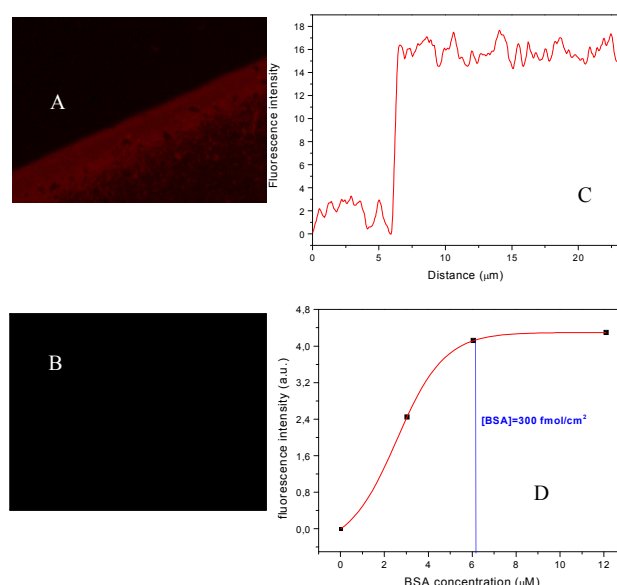 A
Fluorescence intensity
18
16
14
12
10
8
6
4
2
0
C
0 5 10 15 20
Distance (μm)
B
fluorescence intensity (a.u.)
4,8
4,0
3,2
2,4
1,6
0,8
0,0
[BSA]=300 fmol/cm²
D
0 2 4 6 8 10 12
BSA concentration (μM)